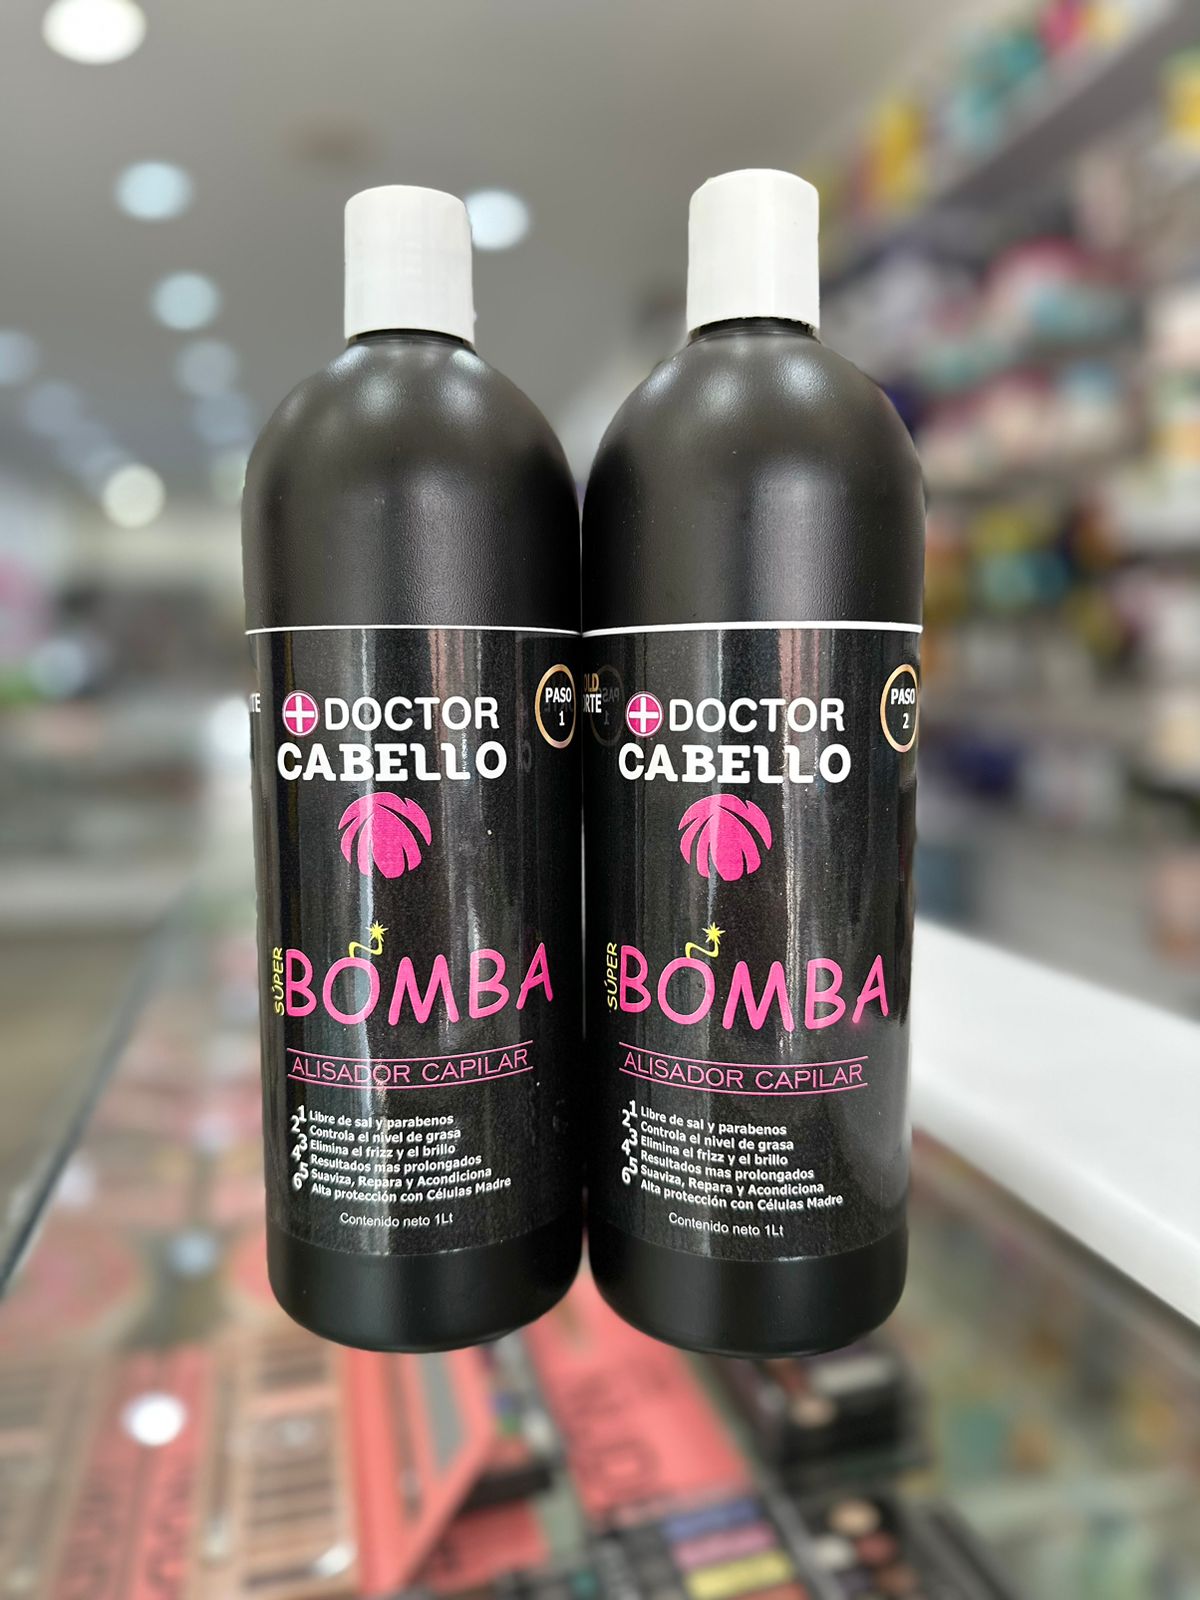 PASO
1
DOCTOR
CABELLO
SÚPER
BOMBA
ALISADOR CAPILAR
1 Libre de sal y parabenos
2 Controla el nivel de grasa
3 Elimina el frizz y el brillo
4 Resultados mas prolongados
5 Suaviza, Repara y Acondiciona
6 Alta protección con Células Madre
Contenido neto 1Lt
PASO
2
DOCTOR
CABELLO
SÚPER
BOMBA
ALISADOR CAPILAR
1 Libre de sal y parabenos
2 Controla el nivel de grasa
3 Elimina el frizz y el brillo
4 Resultados mas prolongados
5 Suaviza, Repara y Acondiciona
6 Alta protección con Células Madre
Contenido neto 1Lt